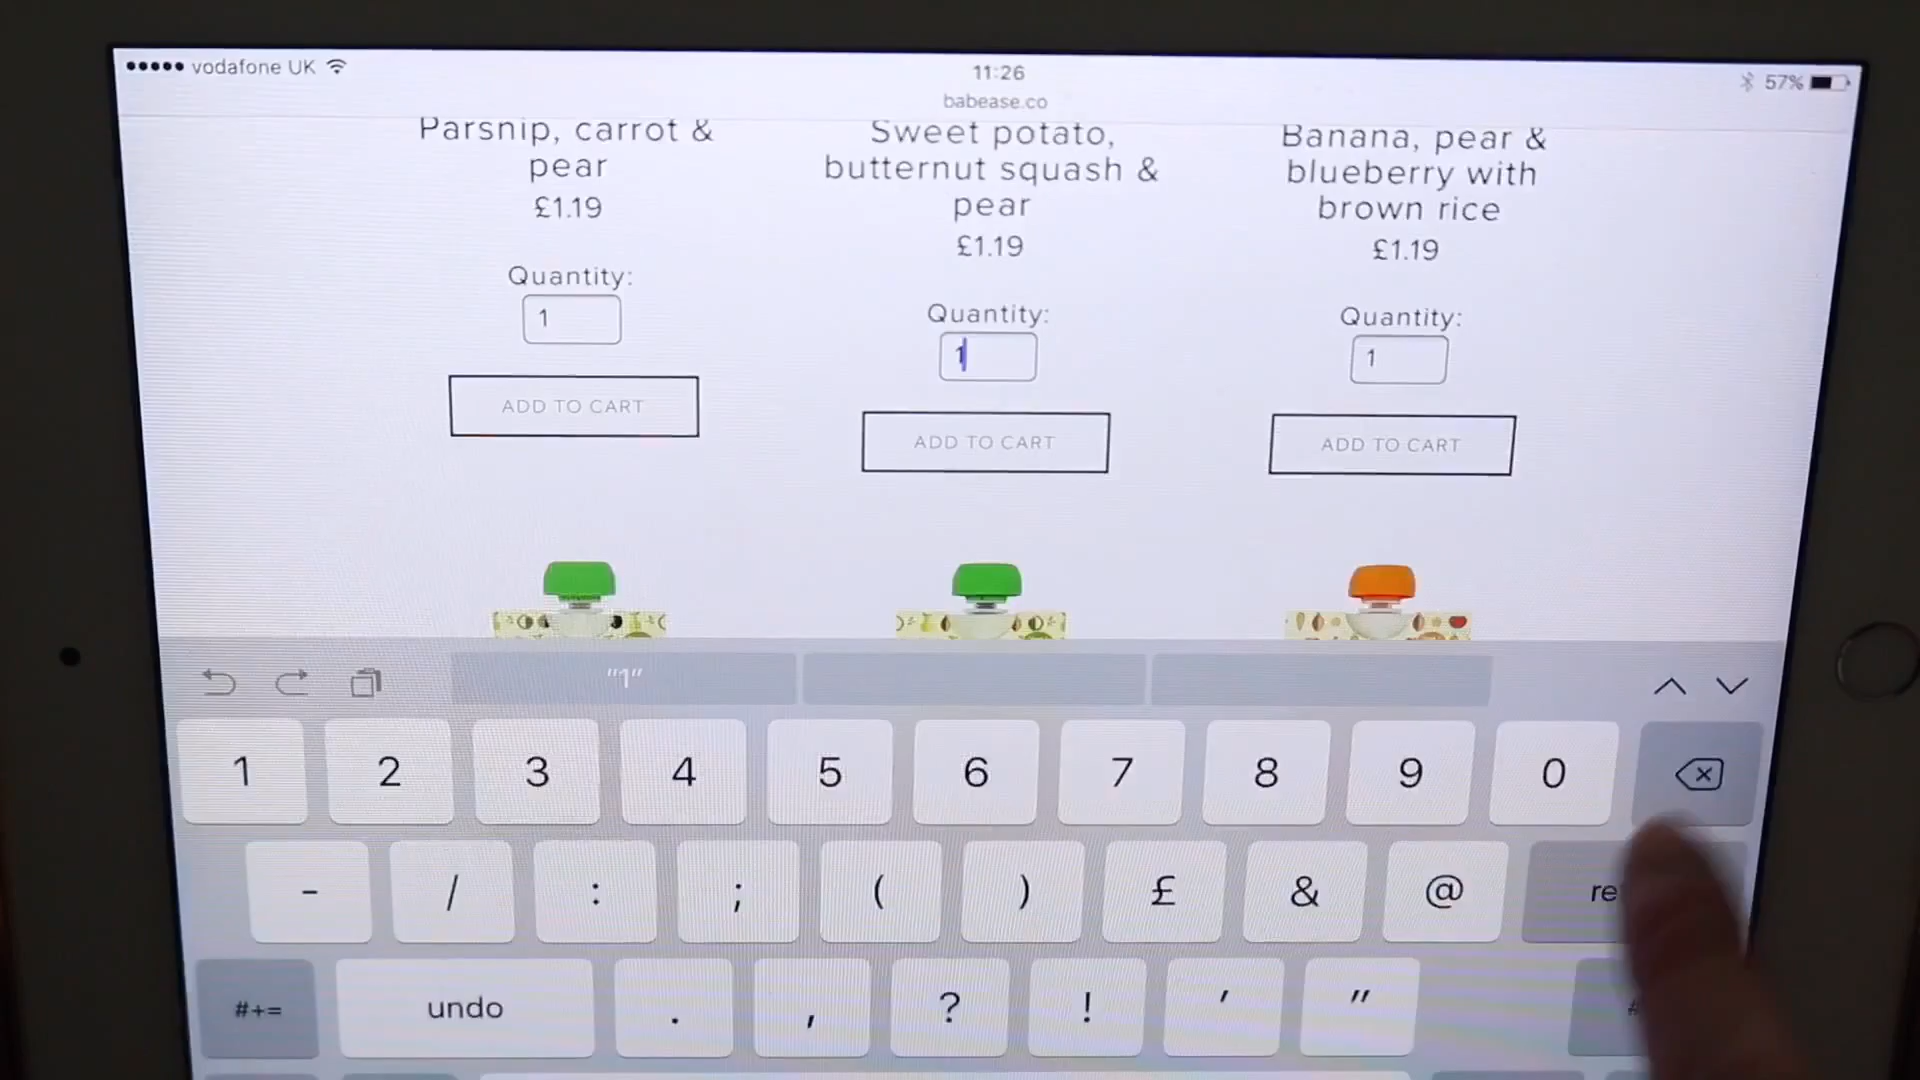 vodafone UK
11:26
57%
babease.co
Parsnip, carrot &
pear
£1.19
Quantity:
1
ADD TO CART
Sweet potato,
butternut squash &
pear
£1.19
Quantity:
1
ADD TO CART
Banana, pear &
blueberry with
brown rice
£1.19
Quantity:
1
ADD TO CART
"1"
1 2 3 4 5 6 7 8 9 0
- / : ; ( ) £ & @ re
#+= undo . , ? ! ' " #